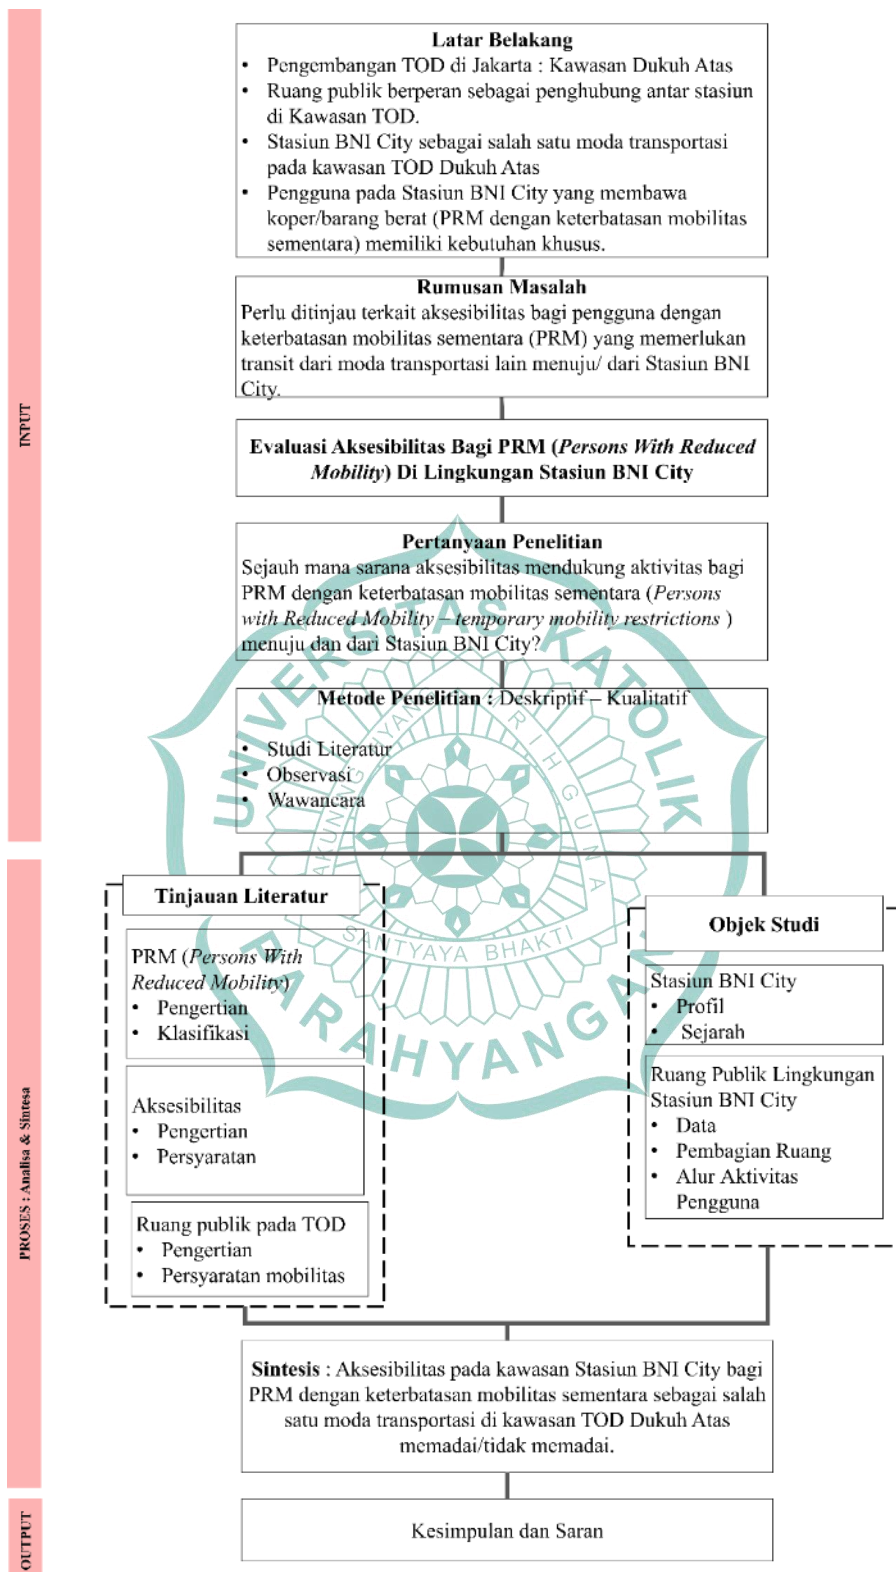 INPUT
Latar Belakang
• Pengembangan TOD di Jakarta : Kawasan Dukuh Atas
• Ruang publik berperan sebagai penghubung antar stasiun
di Kawasan TOD.
• Stasiun BNI City sebagai salah satu moda transportasi
pada kawasan TOD Dukuh Atas
• Pengguna pada Stasiun BNI City yang membawa
koper/barang berat (PRM dengan keterbatasan mobilitas
sementara) memiliki kebutuhan khusus.
Rumusan Masalah
Perlu ditinjau terkait aksesibilitas bagi pengguna dengan
keterbatasan mobilitas sementara (PRM) yang memerlukan
transit dari moda transportasi lain menuju/ dari Stasiun BNI
City.
Evaluasi Aksesibilitas Bagi PRM (Persons With Reduced
Mobility) Di Lingkungan Stasiun BNI City
Pertanyaan Penelitian
Sejauh mana sarana aksesibilitas mendukung aktivitas bagi
PRM dengan keterbatasan mobilitas sementara (Persons
with Reduced Mobility – temporary mobility restrictions )
menuju dan dari Stasiun BNI City?
Metode Penelitian : Deskriptif – Kualitatif
• Studi Literatur
• Observasi
• Wawancara
UNIVERSITAS KATOLIK
PARAHYANGAN
SANTYAYA BHAKTI
PROSES : Analisa & Sintesa
Tinjauan Literatur
PRM (Persons With
Reduced Mobility)
• Pengertian
• Klasifikasi
Aksesibilitas
• Pengertian
• Persyaratan
Ruang publik pada TOD
• Pengertian
• Persyaratan mobilitas
Objek Studi
Stasiun BNI City
• Profil
• Sejarah
Ruang Publik Lingkungan
Stasiun BNI City
• Data
• Pembagian Ruang
• Alur Aktivitas
Pengguna
Sintesis : Aksesibilitas pada kawasan Stasiun BNI City bagi
PRM dengan keterbatasan mobilitas sementara sebagai salah
satu moda transportasi di kawasan TOD Dukuh Atas
memadai/tidak memadai.
OUTPUT
Kesimpulan dan Saran